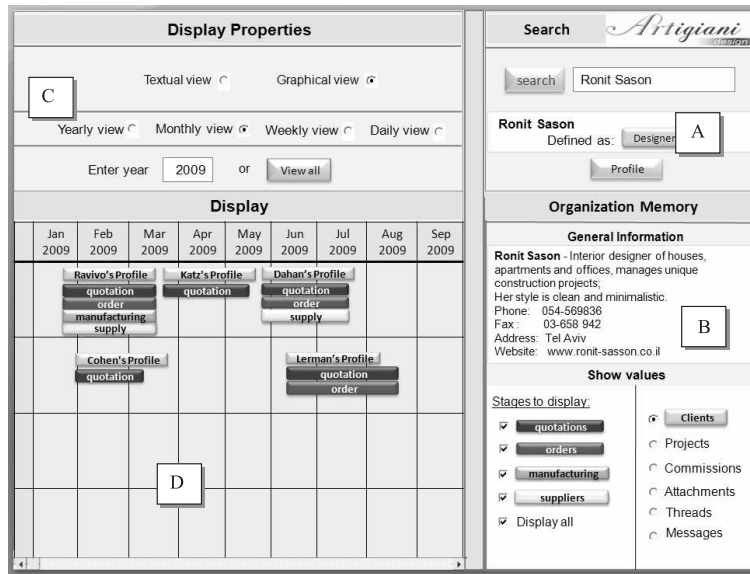 Display Properties
Textual view
Graphical view
C
Yearly view
Monthly view
Weekly view
Daily view
Enter year
2009
or
View all
Display
Jan Feb Mar Apr May Jun Jul Aug Sep
2009 2009 2009 2009 2009 2009 2009 2009 2009
Ravivo's Profile
quotation
order
manufacturing
supply
Katz's Profile
quotation
Dahan's Profile
quotation
order
supply
Cohen's Profile
quotation
Lerman's Profile
quotation
order
D
Search
Artigiani
design
search
Ronit Sason
Ronit Sason
Defined as:
Designer
A
Profile
Organization Memory
General Information
Ronit Sason - Interior designer of houses,
apartments and offices, manages unique
construction projects;
Her style is clean and minimalistic.
Phone: 054-569836
Fax : 03-658 942
Address: Tel Aviv
Website: www.ronit-sasson.co.il
B
Show values
Stages to display:
quotations
orders
manufacturing
suppliers
Display all
Clients
Projects
Commissions
Attachments
Threads
Messages